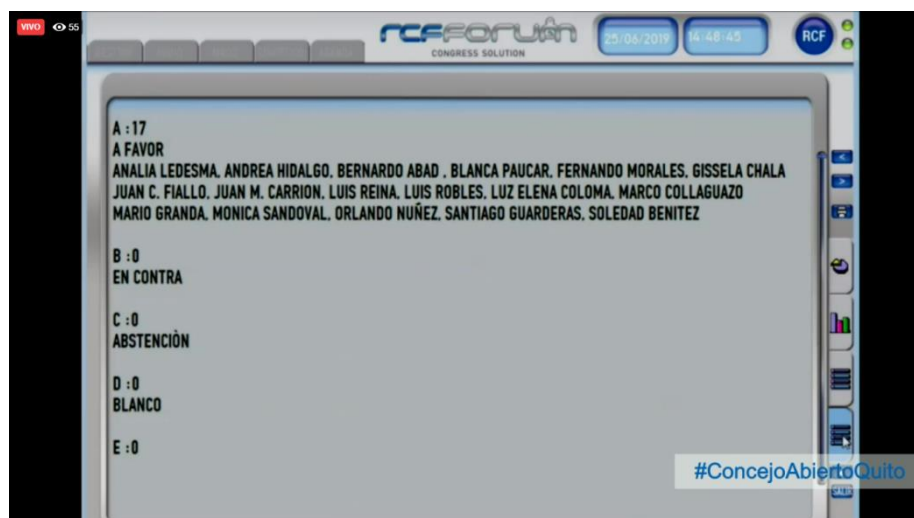 VIVO 55
rcfforum
CONGRESS SOLUTION
25/06/2019 14:48:45
RCF
A :17
A FAVOR
ANALIA LEDESMA, ANDREA HIDALGO, BERNARDO ABAD , BLANCA PAUCAR, FERNANDO MORALES, GISSELA CHALA
JUAN C. FIALLO, JUAN M. CARRION, LUIS REINA, LUIS ROBLES, LUZ ELENA COLOMA, MARCO COLLAGUAZO
MARIO GRANDA, MONICA SANDOVAL, ORLANDO NUÑEZ, SANTIAGO GUARDERAS, SOLEDAD BENITEZ
B :0
EN CONTRA
C :0
ABSTENCIÒN
D :0
BLANCO
E :0
#ConcejoAbiertoQuito
SALIR